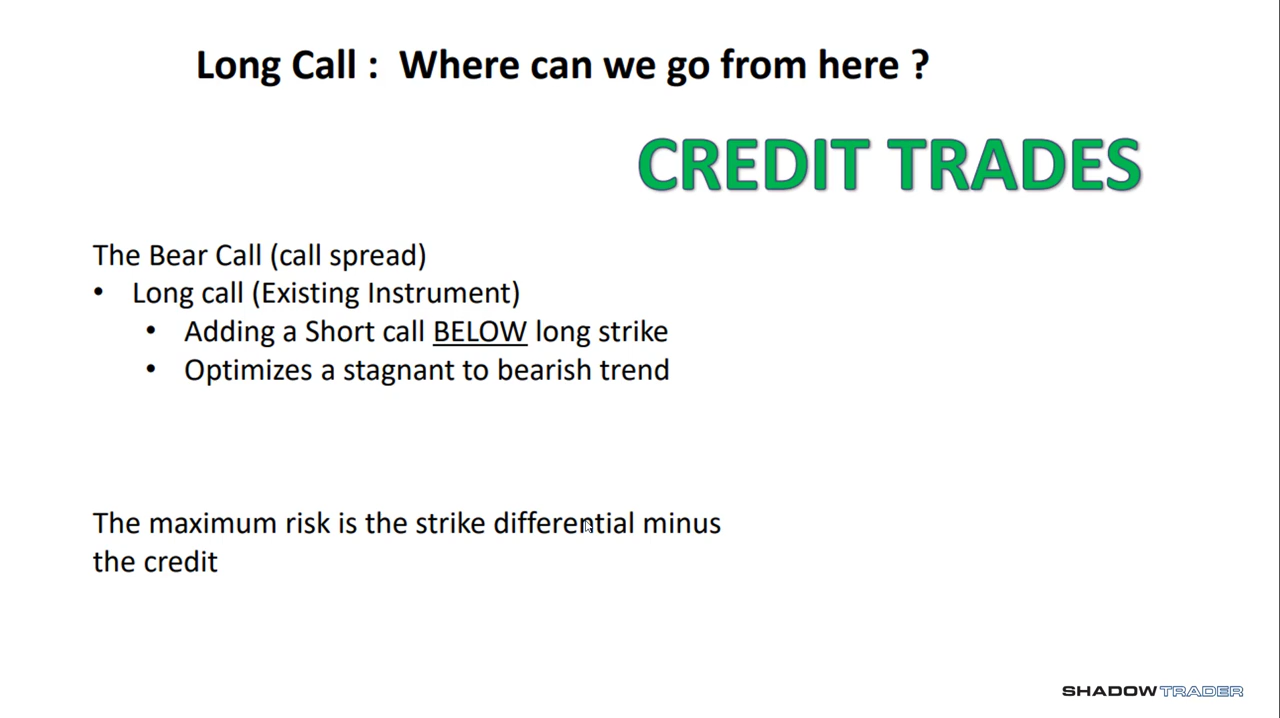 Long Call :  Where can we go from here ?
CREDIT TRADES
The Bear Call (call spread)
• Long call (Existing Instrument)
• Adding a Short call BELOW long strike
• Optimizes a stagnant to bearish trend
The maximum risk is the strike differential minus
the credit
SHADOWTRADER